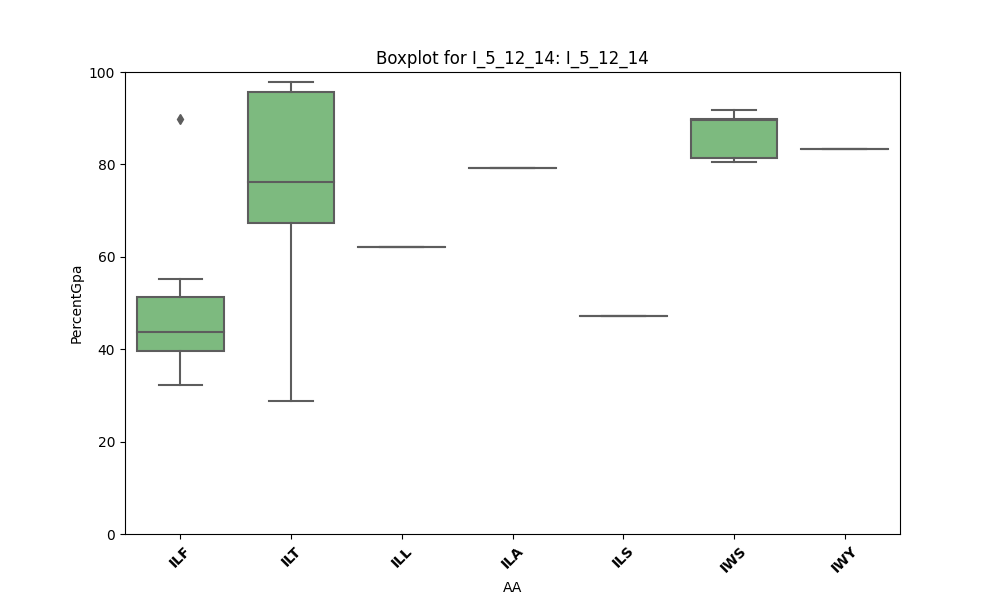 Boxplot for I_5_12_14: I_5_12_14
PercentGpa
100
80
60
40
20
0
ILF
ILT
ILL
ILA
ILS
IWS
IWY
AA